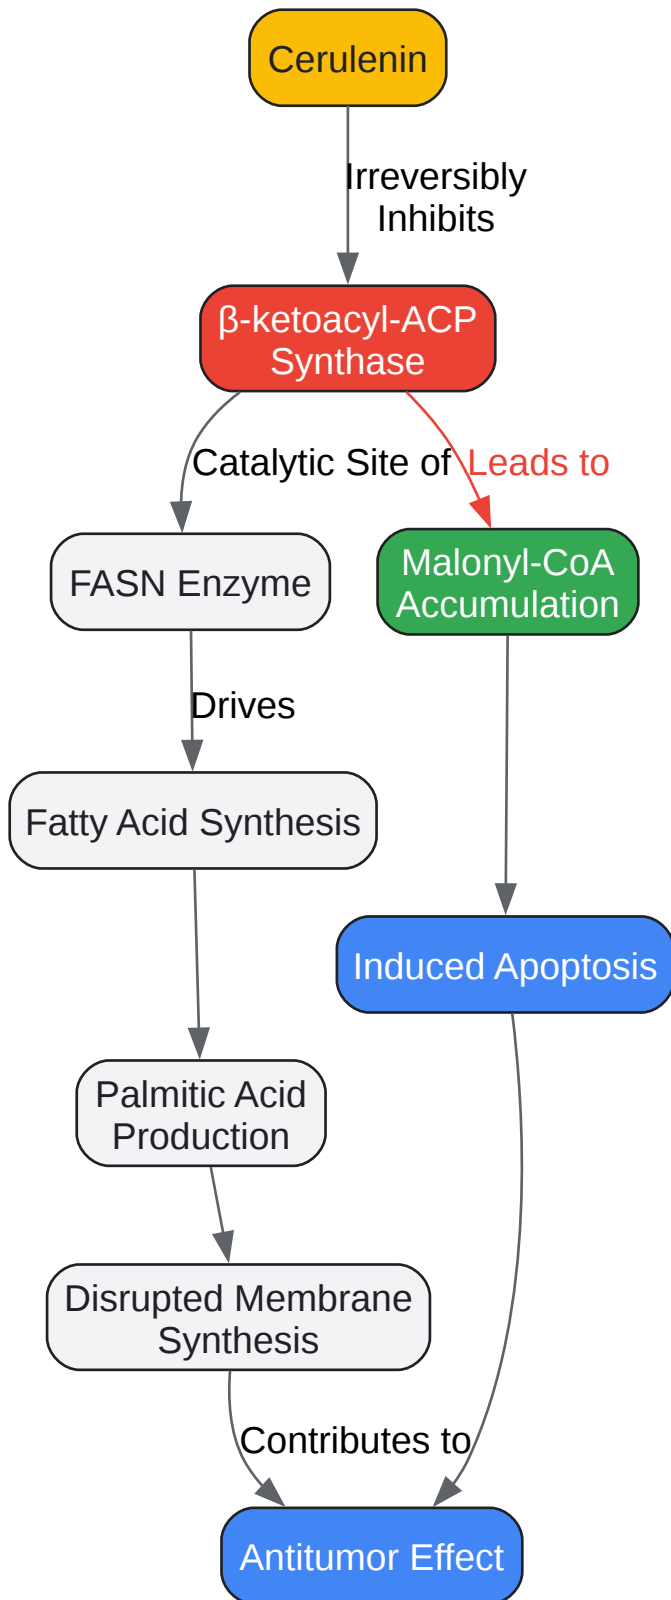 Cerulenin
Irreversibly
Inhibits
β-ketoacyl-ACP
Synthase
Catalytic Site of
Leads to
FASN Enzyme
Malonyl-CoA
Accumulation
Drives
Fatty Acid Synthesis
Induced Apoptosis
Palmitic Acid
Production
Disrupted Membrane
Synthesis
Contributes to
Antitumor Effect